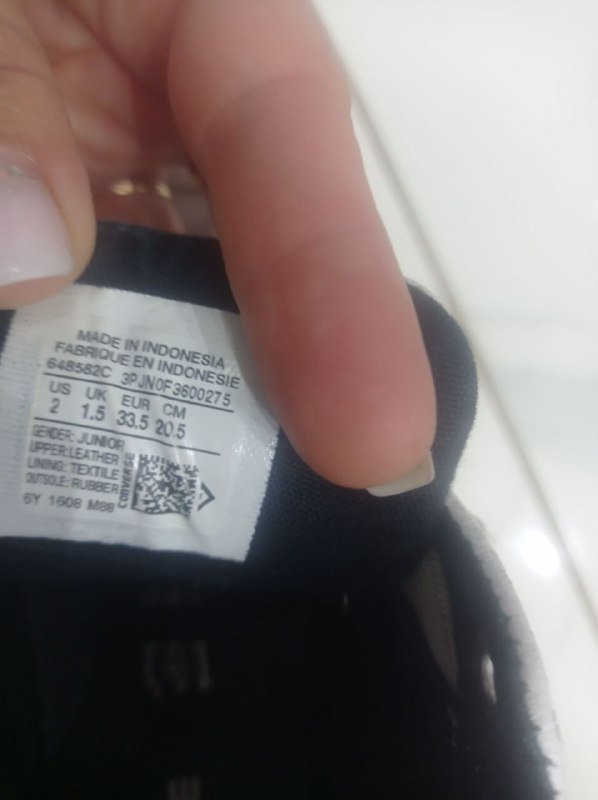 MADE IN INDONESIA
FABRIQUE EN INDONESIE
648582C 3PJN0F3600275
US UK EUR CM
2 1.5 33.5 20.5
GENDER: JUNIOR
UPPER: LEATHER
LINING: TEXTILE
OUTSOLE: RUBBER
CONVERSE
6Y 1608 M88